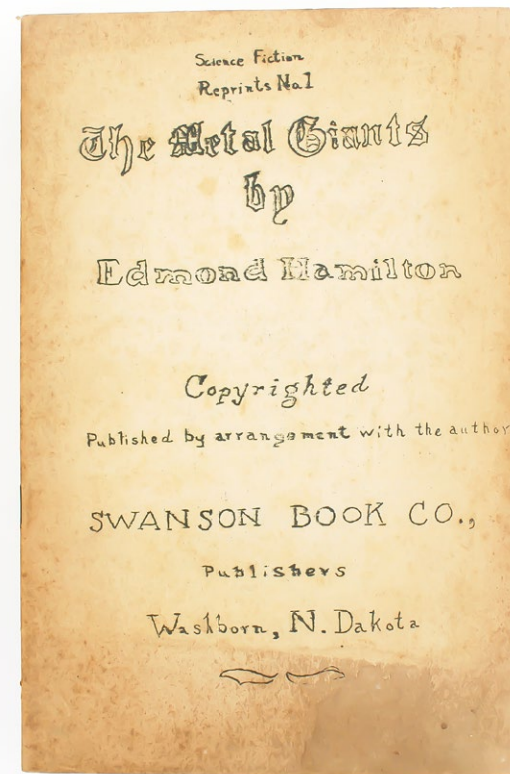 Science Fiction
Reprints No.1
The Metal Giants
by
Edmond Hamilton
Copyrighted
Published by arrangement with the author
SWANSON BOOK CO.,
Publishers
Washborn, N. Dakota